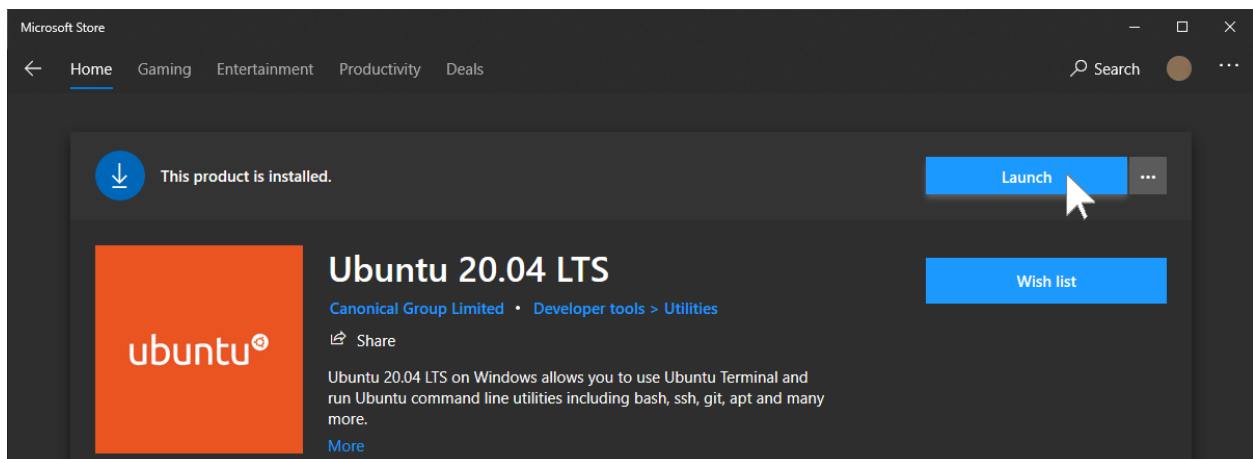 Microsoft Store
Home Gaming Entertainment Productivity Deals Search
This product is installed. Launch
Ubuntu 20.04 LTS
Wish list
Canonical Group Limited • Developer tools > Utilities
Share
ubuntu
Ubuntu 20.04 LTS on Windows allows you to use Ubuntu Terminal and
run Ubuntu command line utilities including bash, ssh, git, apt and many
more.
More